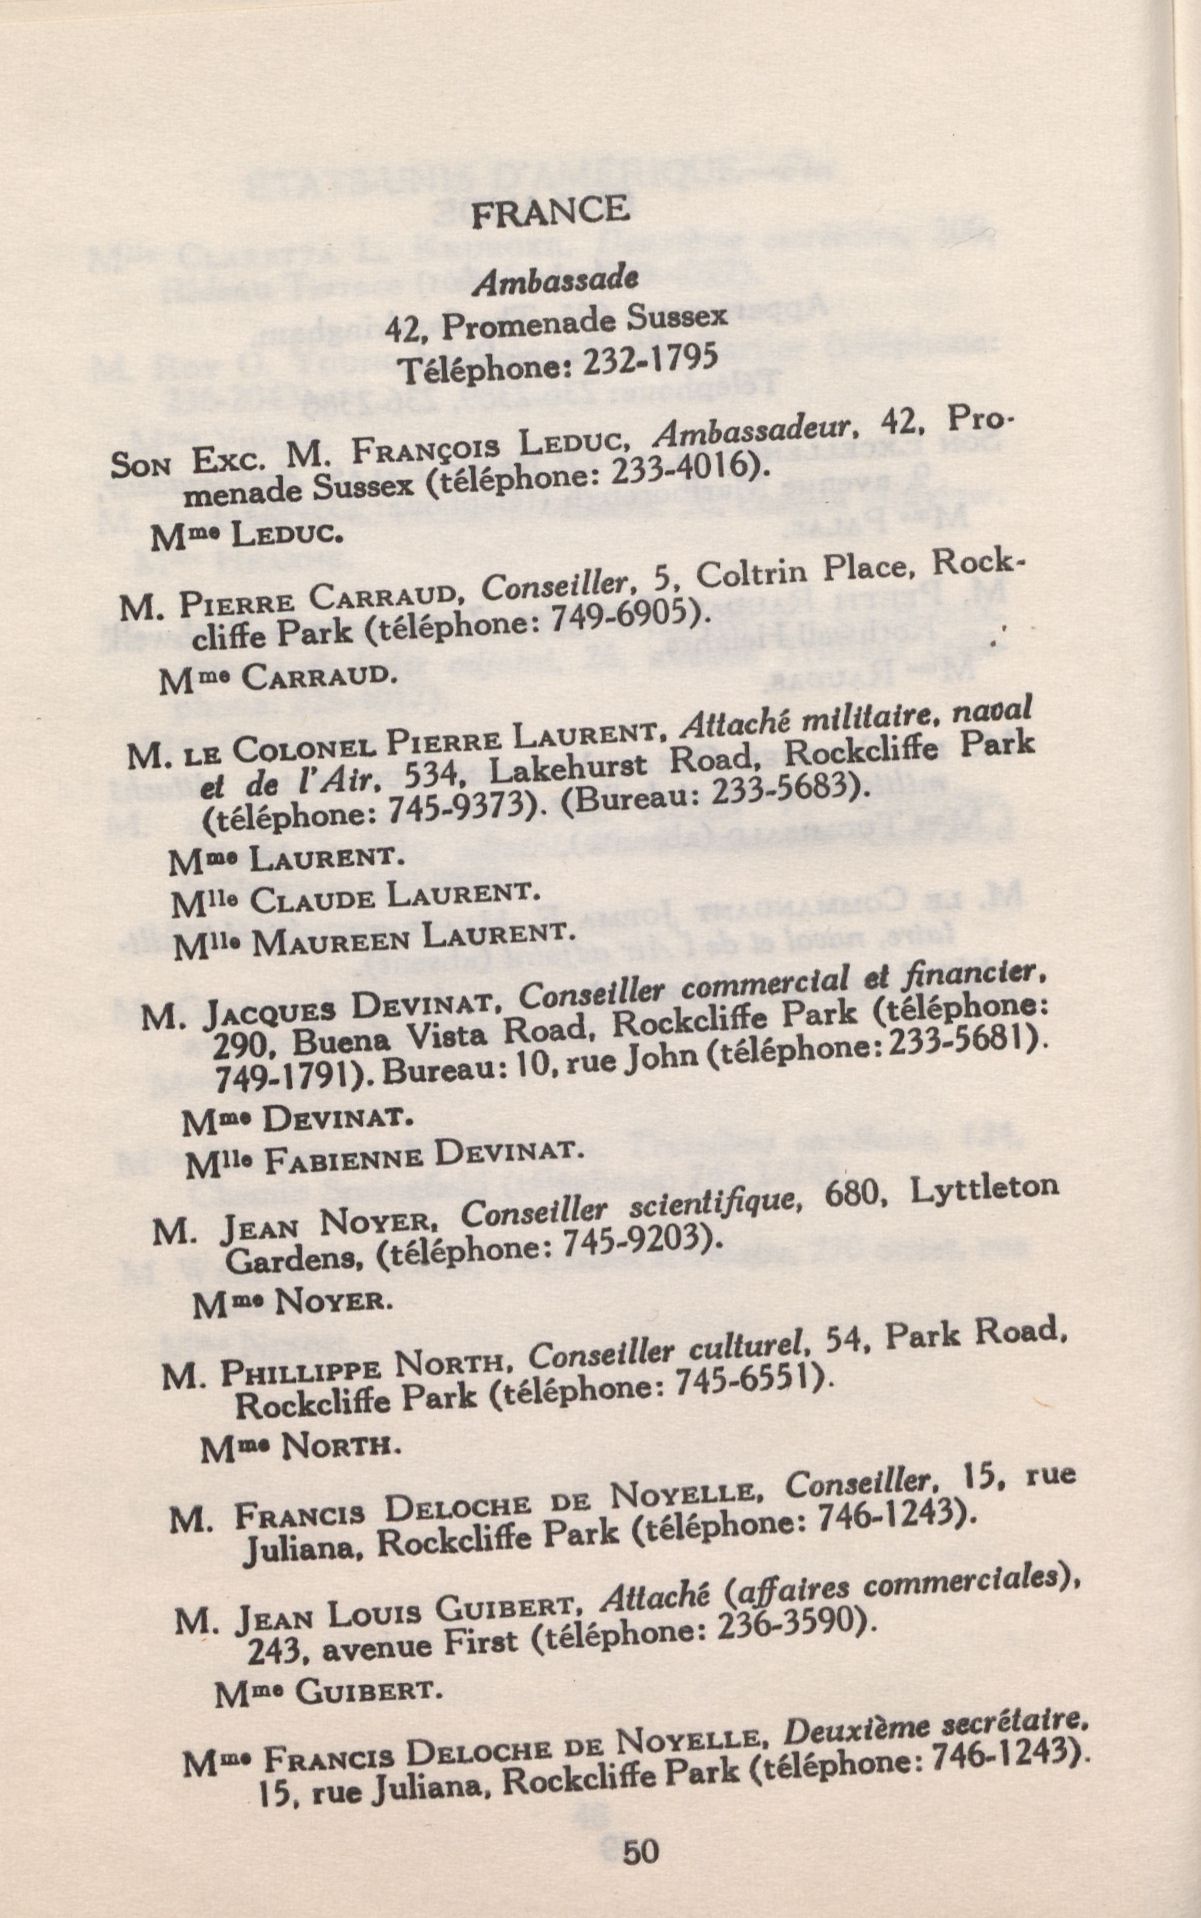 FRANCE
Ambassade
42, Promenade Sussex
Téléphone: 232-1795
SON EXC. M. FRANÇOIS LEDUC, Ambassadeur, 42, Pro-
menade Sussex (téléphone: 233-4016).
Mme LEDUC.
M. PIERRE CARRAUD, Conseiller, 5, Coltrin Place, Rock-
cliffe Park (téléphone: 749-6905).
Mme CARRAUD.
M. LE COLONEL PIERRE LAURENT, Attaché militaire, naval
et de l'Air, 534, Lakehurst Road, Rockcliffe Park
(téléphone: 745-9373). (Bureau: 233-5683).
Mme LAURENT.
Mlle CLAUDE LAURENT.
Mlle MAUREEN LAURENT.
M. JACQUES DEVINAT, Conseiller commercial et financier,
290, Buena Vista Road, Rockcliffe Park (téléphone:
749-1791). Bureau: 10, rue John (téléphone: 233-5681).
Mme DEVINAT.
Mlle FABIENNE DEVINAT.
M. JEAN NOYER, Conseiller scientifique, 680, Lyttleton
Gardens, (téléphone: 745-9203).
Mme NOYER.
M. PHILLIPPE NORTH, Conseiller culturel, 54, Park Road,
Rockcliffe Park (téléphone: 745-6551).
Mme NORTH.
M. FRANCIS DELOCHE DE NOYELLE, Conseiller, 15, rue
Juliana, Rockcliffe Park (téléphone: 746-1243).
M. JEAN LOUIS GUIBERT, Attaché (affaires commerciales),
243, avenue First (téléphone: 236-3590).
Mme GUIBERT.
Mme FRANCIS DELOCHE DE NOYELLE, Deuxième secrétaire,
15, rue Juliana, Rockcliffe Park (téléphone: 746-1243).
50